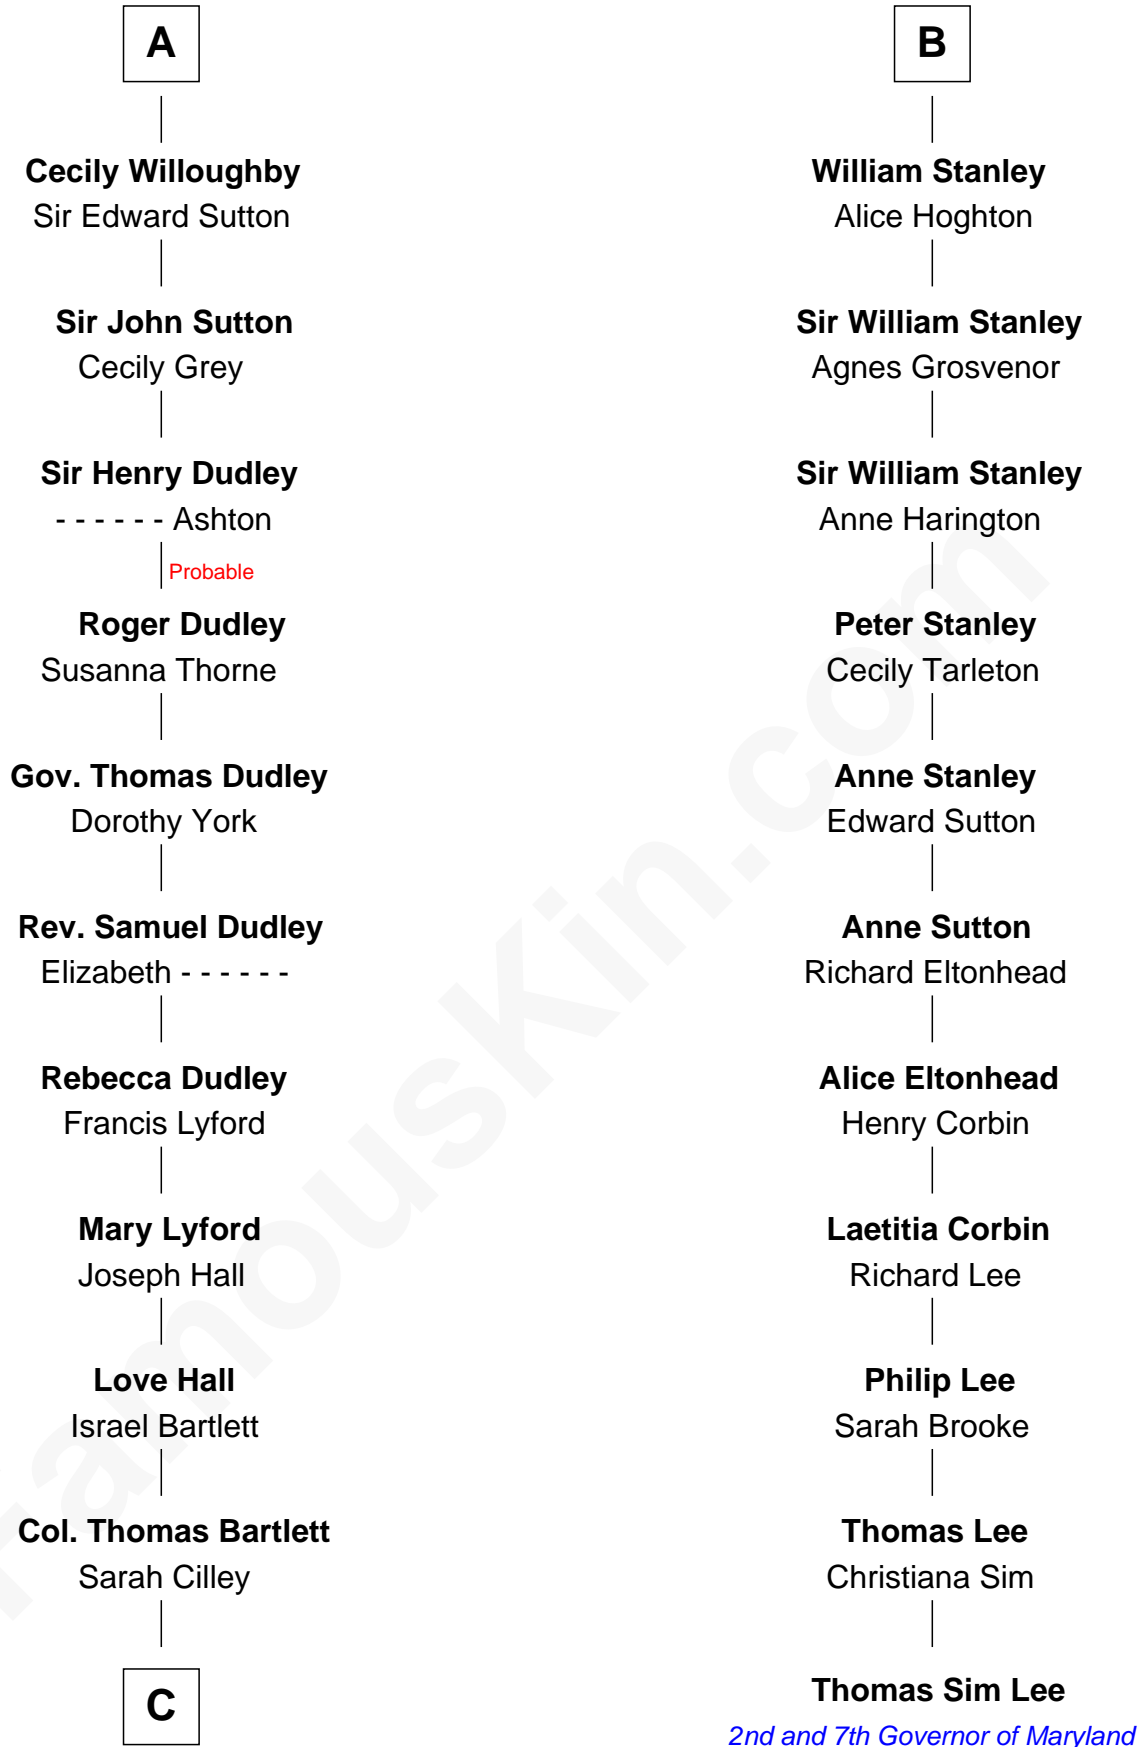 A
Cecily Willoughby
Sir Edward Sutton
Sir John Sutton
Cecily Grey
Sir Henry Dudley
- - - - - - Ashton
Probable
Roger Dudley
Susanna Thorne
Gov. Thomas Dudley
Dorothy York
Rev. Samuel Dudley
Elizabeth - - - - - -
Rebecca Dudley
Francis Lyford
Mary Lyford
Joseph Hall
Love Hall
Israel Bartlett
Col. Thomas Bartlett
Sarah Cilley
C
B
William Stanley
Alice Hoghton
Sir William Stanley
Agnes Grosvenor
Sir William Stanley
Anne Harington
Peter Stanley
Cecily Tarleton
Anne Stanley
Edward Sutton
Anne Sutton
Richard Eltonhead
Alice Eltonhead
Henry Corbin
Laetitia Corbin
Richard Lee
Philip Lee
Sarah Brooke
Thomas Lee
Christiana Sim
Thomas Sim Lee
2nd and 7th Governor of Maryland
FamousKin.com